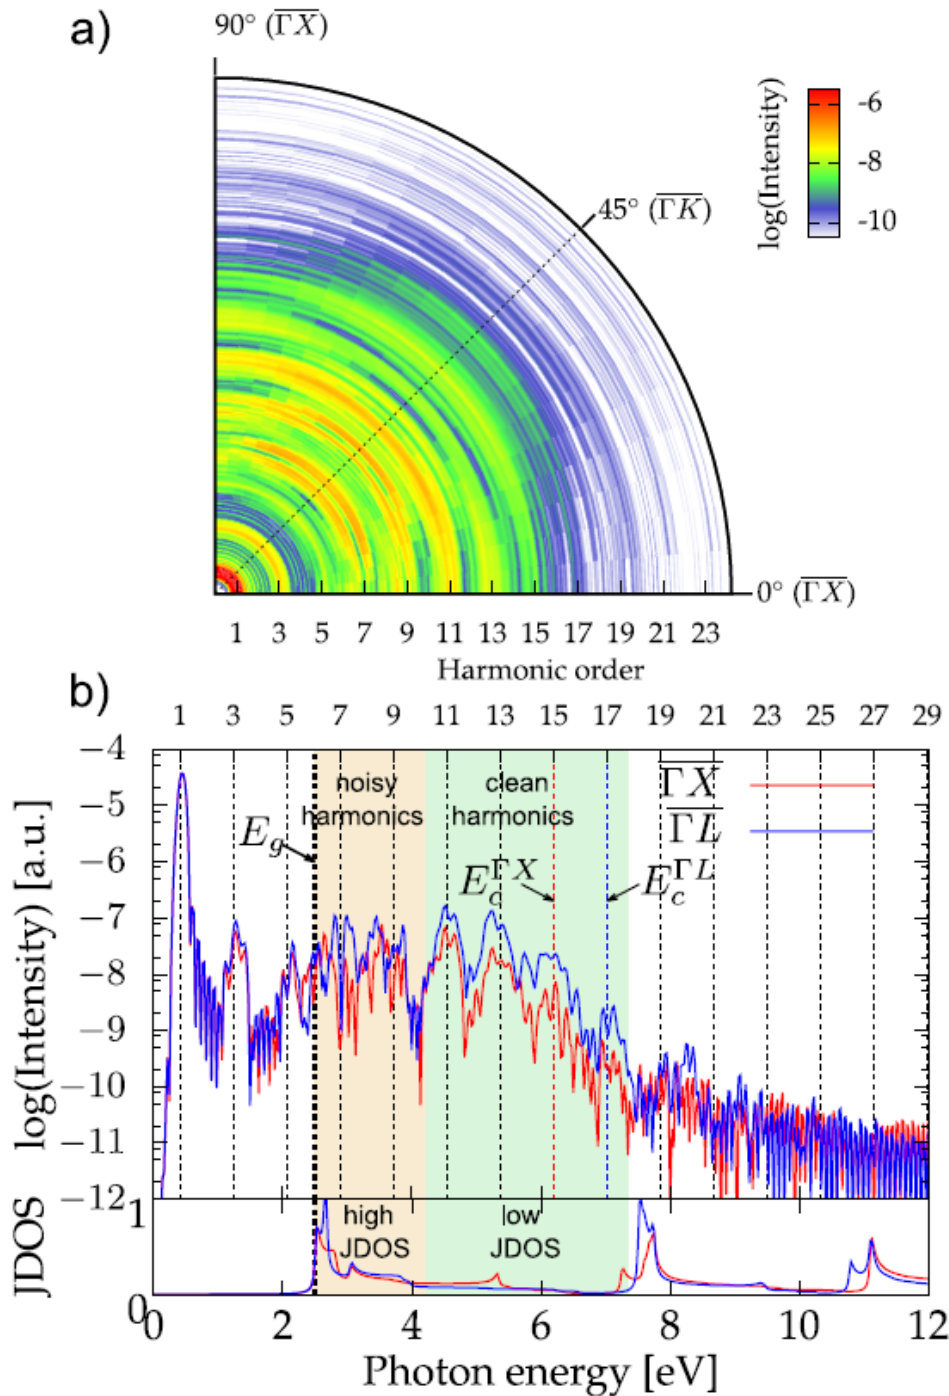 a)
90° (ΓX)
log(Intensity)
-6
-8
-10
45° (ΓK)
0° (ΓX)
1 3 5 7 9 11 13 15 17 19 21 23
Harmonic order
b)
1 3 5 7 9 11 13 15 17 19 21 23 25 27 29
log(Intensity) [a.u.]
−4
−5
−6
−7
−8
−9
−10
−11
−12
noisy
harmonics
clean
harmonics
ΓX
ΓL
E_g
E_c^{ΓX}
E_c^{ΓL}
JDOS
1
0
high
JDOS
low
JDOS
0 2 4 6 8 10 12
Photon energy [eV]